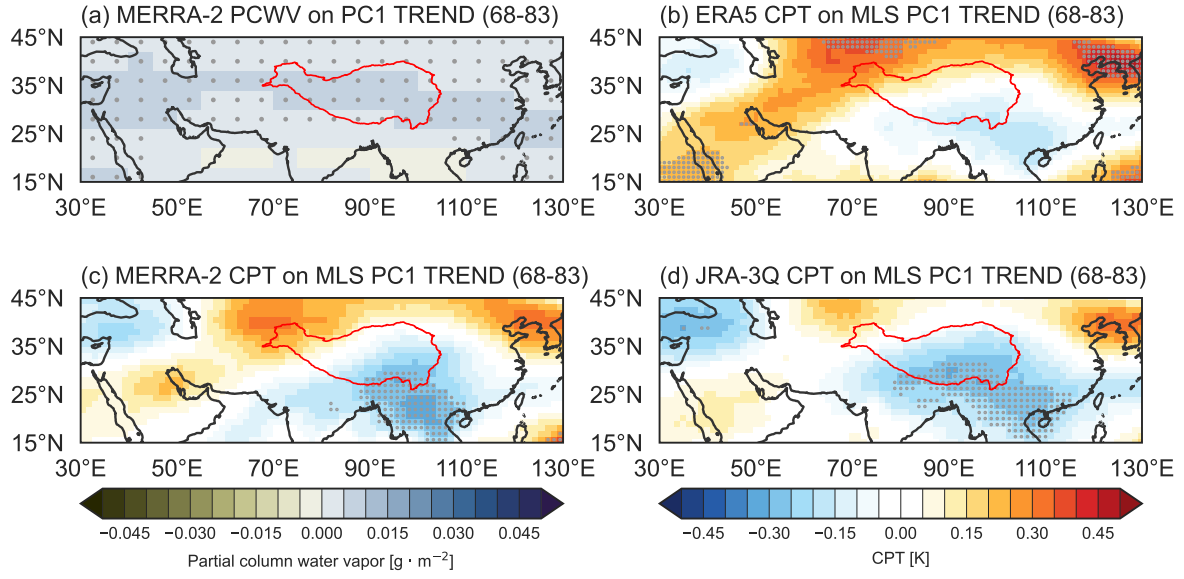 (a) MERRA-2 PCWV on PC1 TREND (68-83)
45°N
35°N
25°N
15°N
30°E 50°E 70°E 90°E 110°E 130°E
(b) ERA5 CPT on MLS PC1 TREND (68-83)
45°N
35°N
25°N
15°N
30°E 50°E 70°E 90°E 110°E 130°E
(c) MERRA-2 CPT on MLS PC1 TREND (68-83)
45°N
35°N
25°N
15°N
30°E 50°E 70°E 90°E 110°E 130°E
(d) JRA-3Q CPT on MLS PC1 TREND (68-83)
45°N
35°N
25°N
15°N
30°E 50°E 70°E 90°E 110°E 130°E
−0.045 −0.030 −0.015 0.000 0.015 0.030 0.045
Partial column water vapor [g · m⁻²]
−0.45 −0.30 −0.15 0.00 0.15 0.30 0.45
CPT [K]